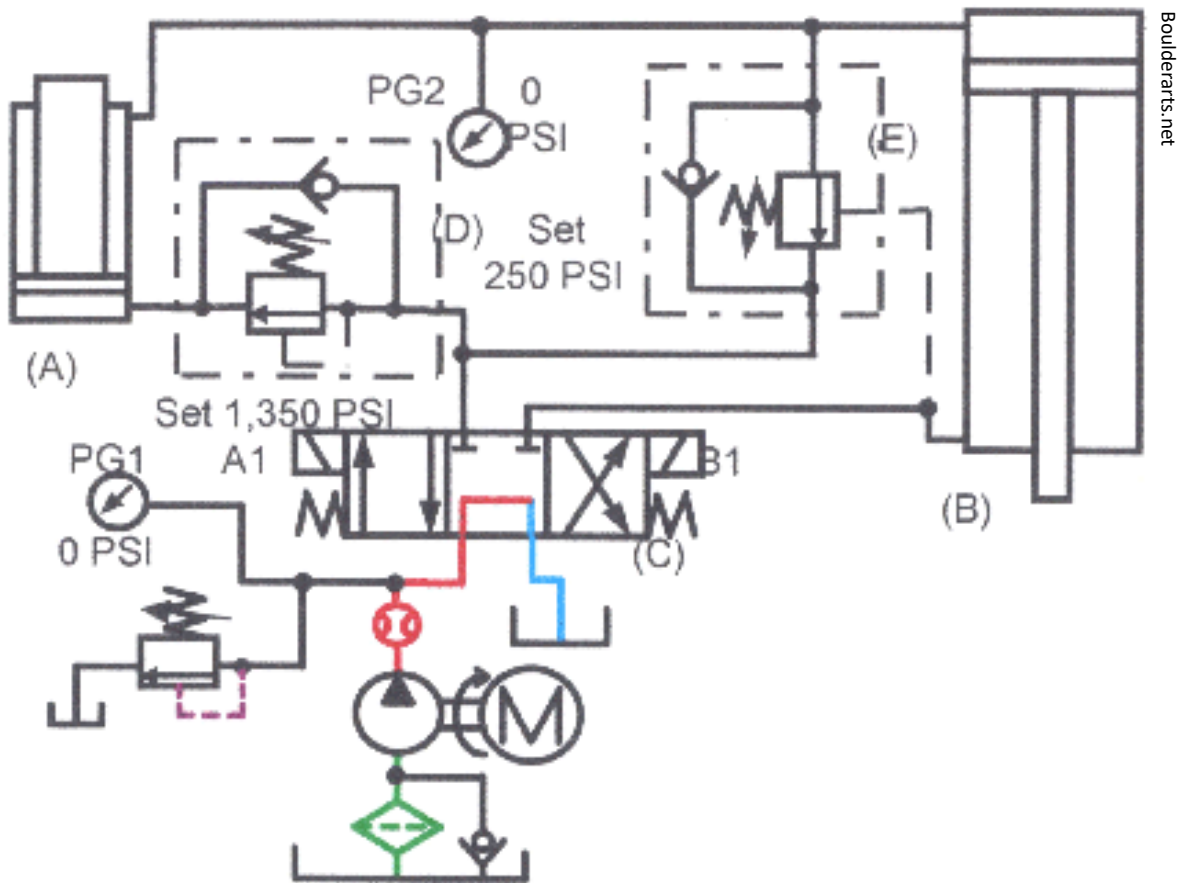 Boulderarts.net
PG2 0
PSI
(E)
(D) Set
250 PSI
(A)
Set 1,350 PSI
PG1 A1 B1
0 PSI
(B)
(C)
M